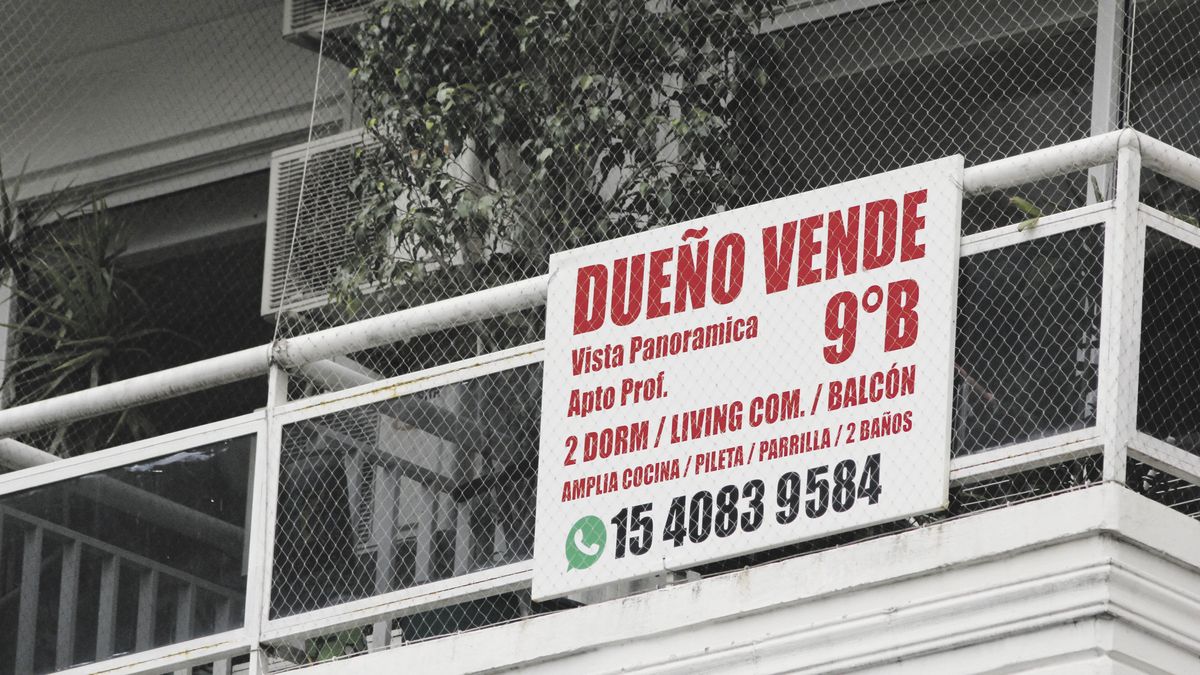 DUEÑO VENDE
Vista Panoramica
9°B
Apto Prof.
2 DORM / LIVING COM. / BALCÓN
AMPLIA COCINA / PILETA / PARRILLA / 2 BAÑOS
15 4083 9584